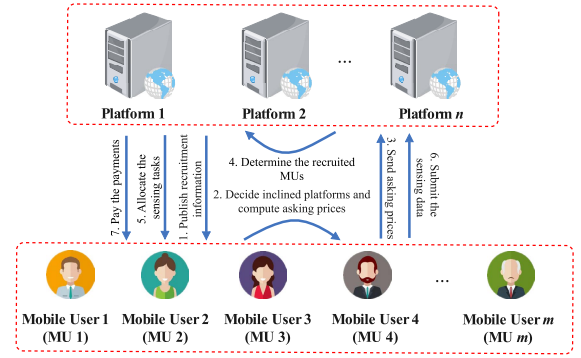 ...
Platform 1
Platform 2
Platform n
7. Pay the payments
5. Allocate the
sensing tasks
1. Publish recruitment
information
4. Determine the recruited
MUs
2. Decide inclined platforms and
compute asking prices
3. Send asking prices
6. Submit the
sensing data
...
Mobile User 1
(MU 1)
Mobile User 2
(MU 2)
Mobile User 3
(MU 3)
Mobile User 4
(MU 4)
Mobile User m
(MU m)